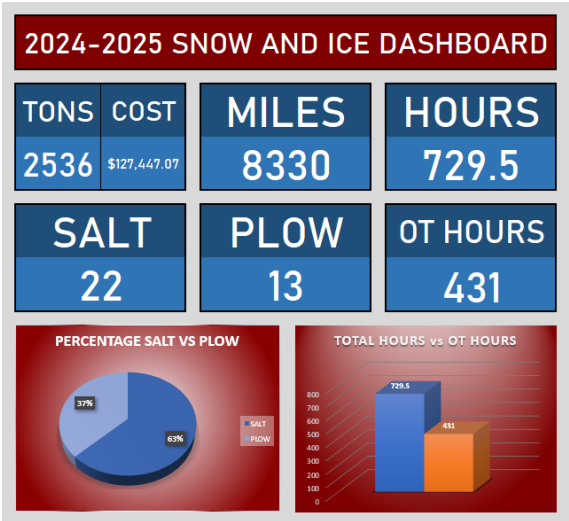 2024-2025 SNOW AND ICE DASHBOARD
TONS COST
2536 $127,447.07
MILES
8330
HOURS
729.5
SALT
22
PLOW
13
OT HOURS
431
PERCENTAGE SALT VS PLOW
37%
63%
SALT
PLOW
TOTAL HOURS vs OT HOURS
800
700
600
500
400
300
200
100
0
729.5
431